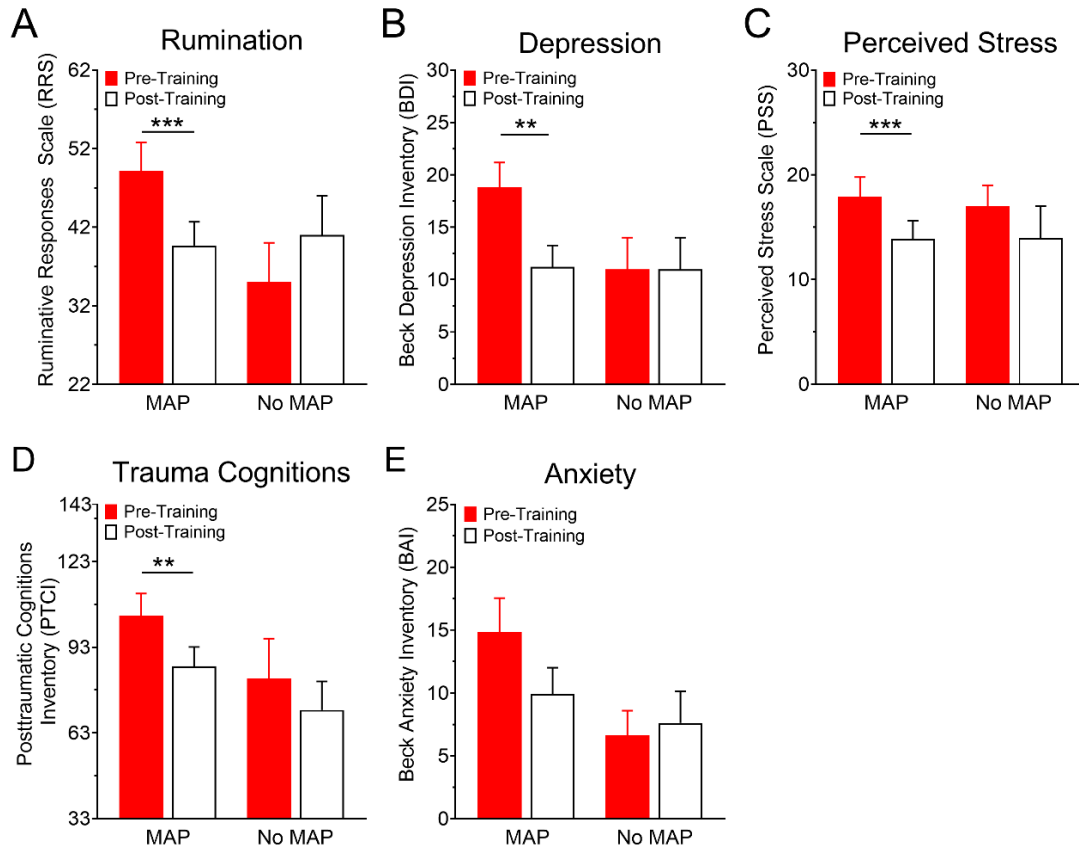 A
Rumination
Ruminative Responses Scale (RRS)
62
52
42
32
22
Pre-Training
Post-Training
***
MAP
No MAP
B
Depression
Beck Depression Inventory (BDI)
30
25
20
15
10
5
0
Pre-Training
Post-Training
**
MAP
No MAP
C
Perceived Stress
Perceived Stress Scale (PSS)
30
20
10
0
Pre-Training
Post-Training
***
MAP
No MAP
D
Trauma Cognitions
Posttraumatic Cognitions
Inventory (PTCI)
143
123
93
63
33
Pre-Training
Post-Training
**
MAP
No MAP
E
Anxiety
Beck Anxiety Inventory (BAI)
25
20
15
10
5
0
Pre-Training
Post-Training
MAP
No MAP